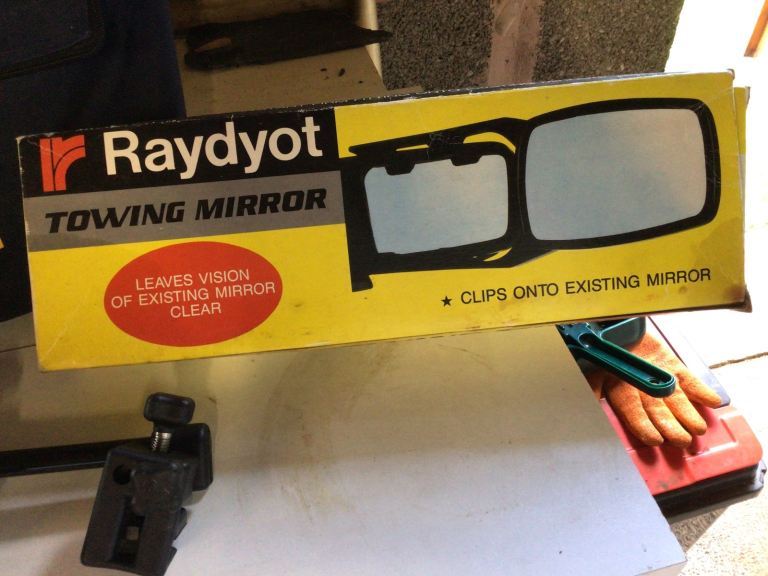 Raydyot
TOWING MIRROR
LEAVES VISION
OF EXISTING MIRROR
CLEAR
★ CLIPS ONTO EXISTING MIRROR